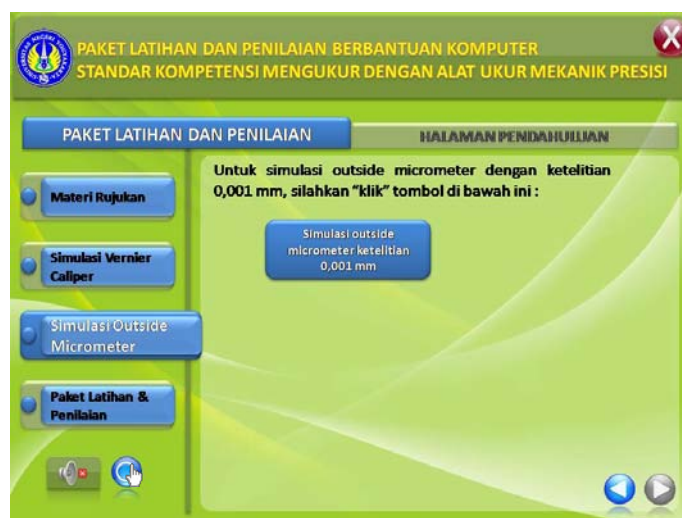 PAKET LATIHAN DAN PENILAIAN BERBANTUAN KOMPUTER
STANDAR KOMPETENSI MENGUKUR DENGAN ALAT UKUR MEKANIK PRESISI
PAKET LATIHAN DAN PENILAIAN
HALAMAN PENDAHULUAN
Materi Rujukan
Simulasi Vernier
Caliper
Simulasi Outside
Micrometer
Paket Latihan &
Penilaian
Untuk simulasi outside micrometer dengan ketelitian
0,001 mm, silahkan “klik” tombol di bawah ini :
Simulasi outside
micrometer ketelitian
0,001 mm